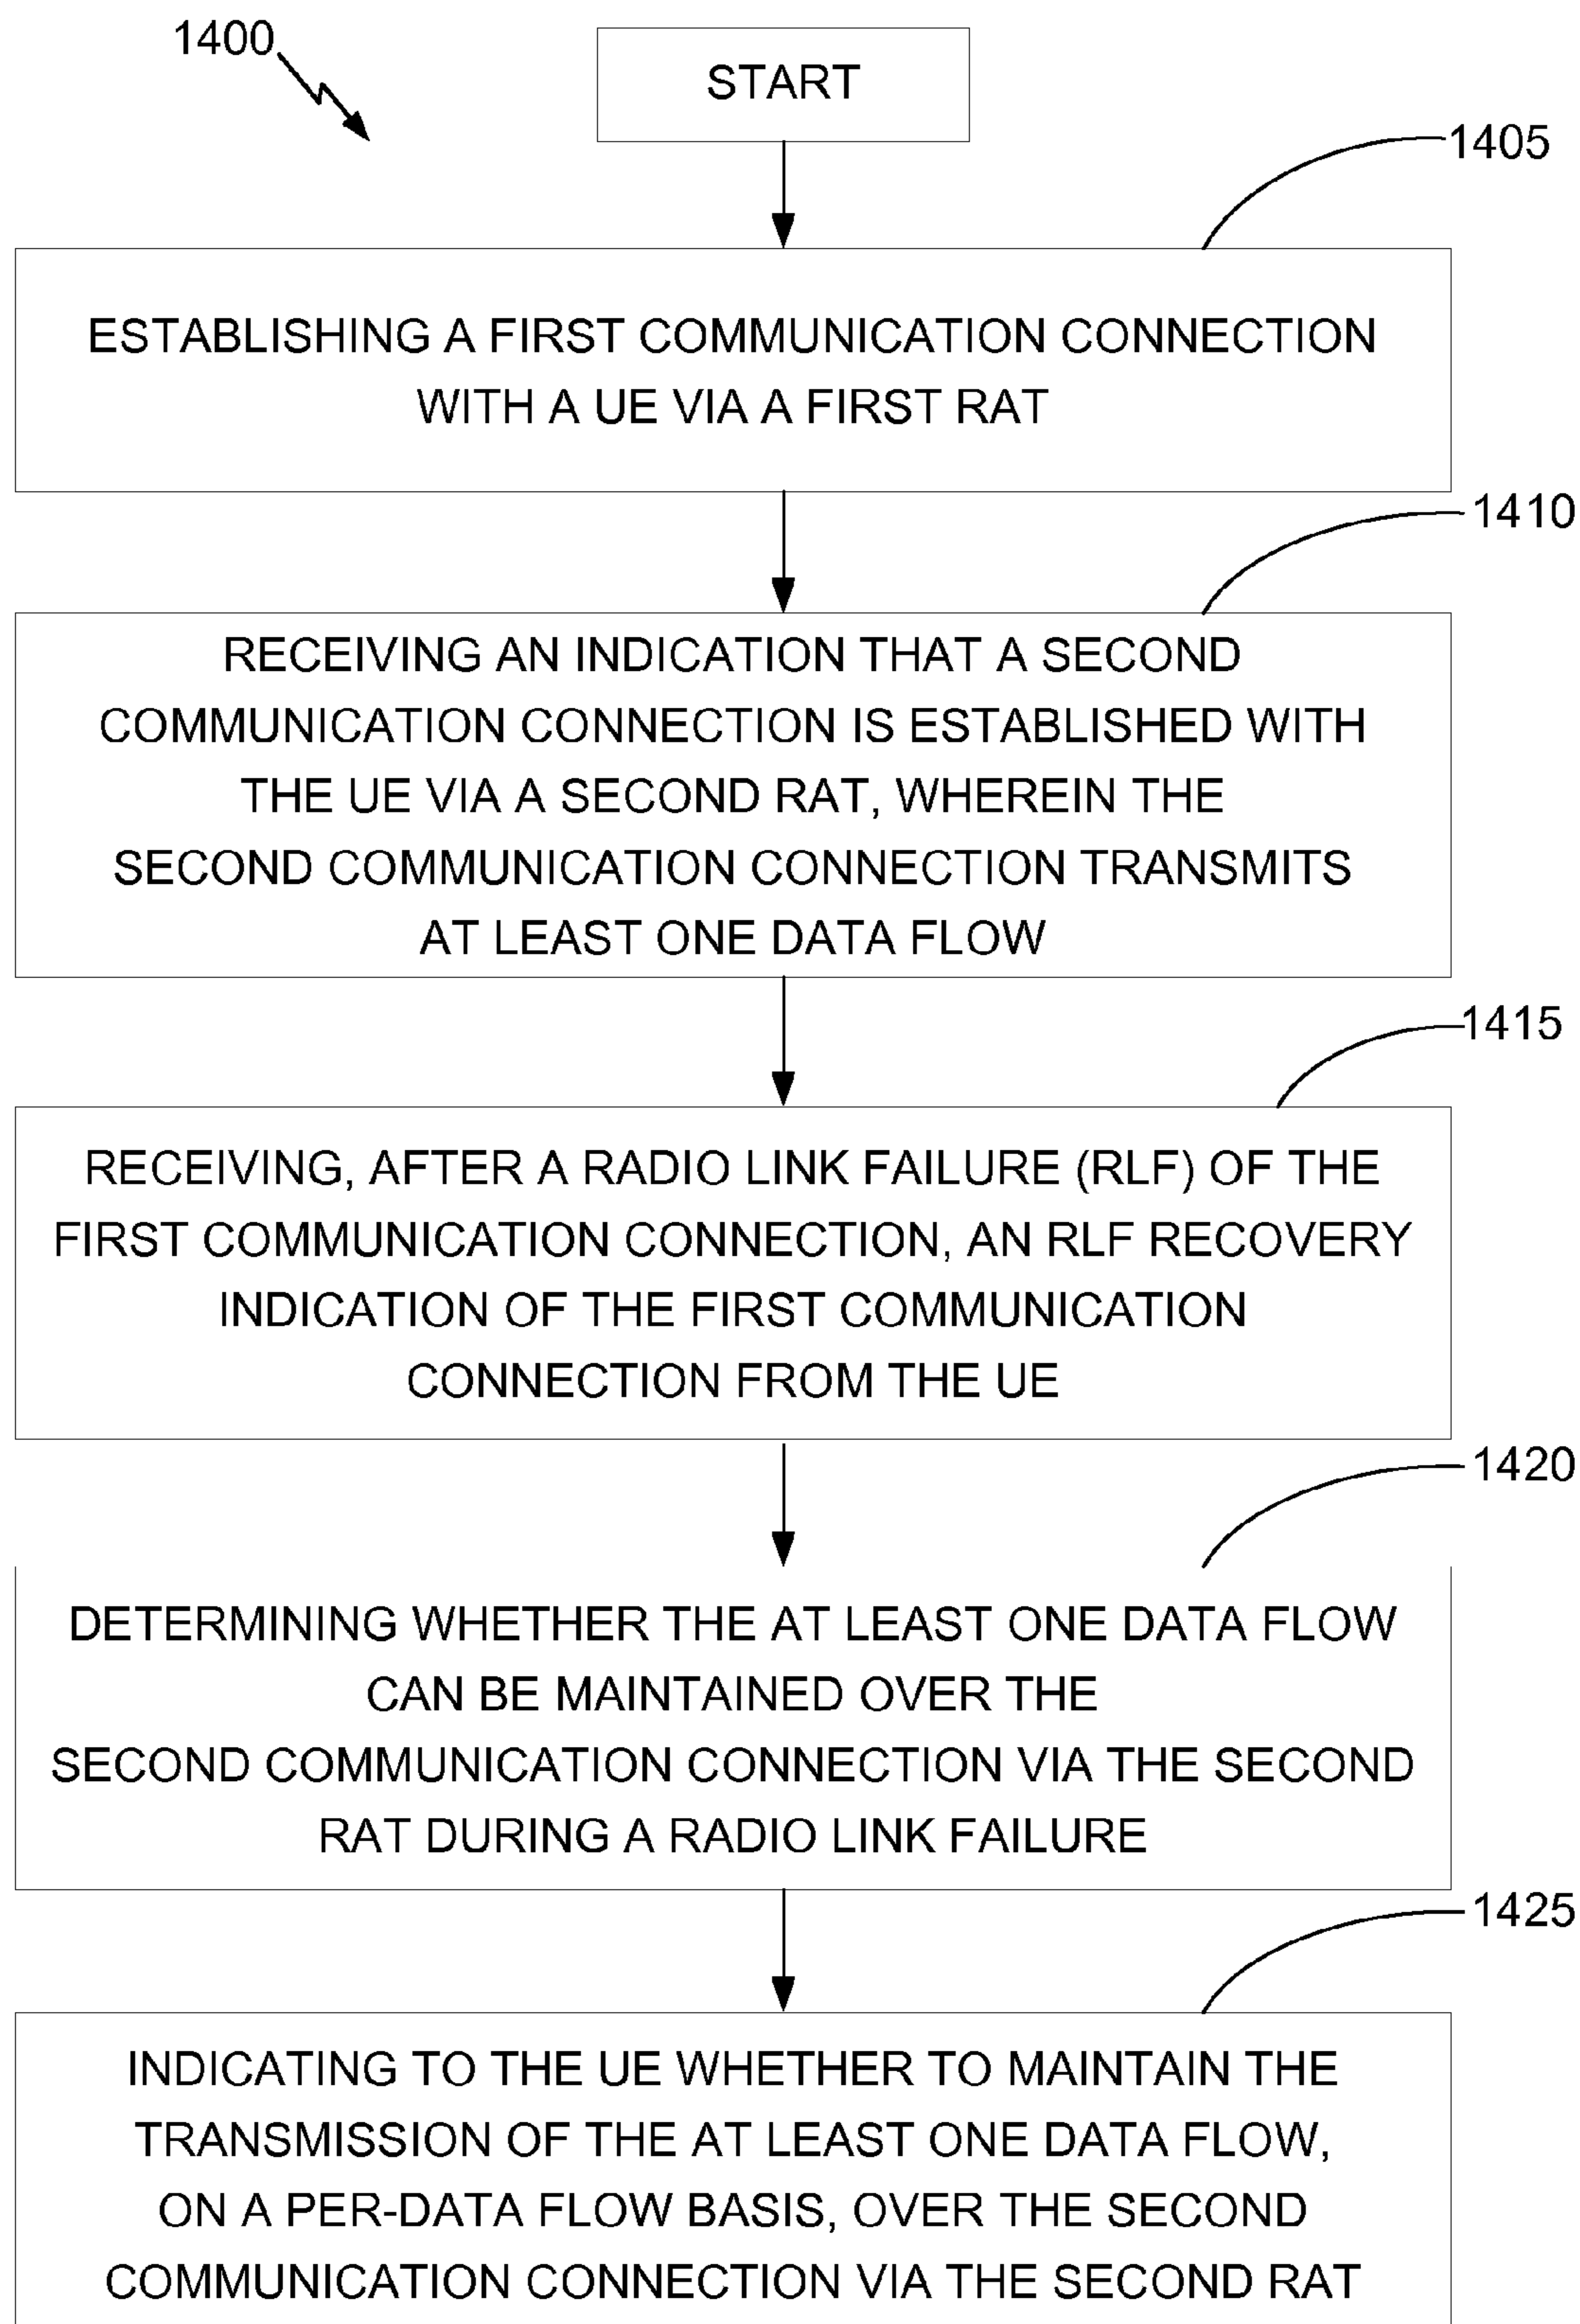 1400
START
1405
ESTABLISHING A FIRST COMMUNICATION CONNECTION
WITH A UE VIA A FIRST RAT
1410
RECEIVING AN INDICATION THAT A SECOND
COMMUNICATION CONNECTION IS ESTABLISHED WITH
THE UE VIA A SECOND RAT, WHEREIN THE
SECOND COMMUNICATION CONNECTION TRANSMITS
AT LEAST ONE DATA FLOW
1415
RECEIVING, AFTER A RADIO LINK FAILURE (RLF) OF THE
FIRST COMMUNICATION CONNECTION, AN RLF RECOVERY
INDICATION OF THE FIRST COMMUNICATION
CONNECTION FROM THE UE
1420
DETERMINING WHETHER THE AT LEAST ONE DATA FLOW
CAN BE MAINTAINED OVER THE
SECOND COMMUNICATION CONNECTION VIA THE SECOND
RAT DURING A RADIO LINK FAILURE
1425
INDICATING TO THE UE WHETHER TO MAINTAIN THE
TRANSMISSION OF THE AT LEAST ONE DATA FLOW,
ON A PER-DATA FLOW BASIS, OVER THE SECOND
COMMUNICATION CONNECTION VIA THE SECOND RAT